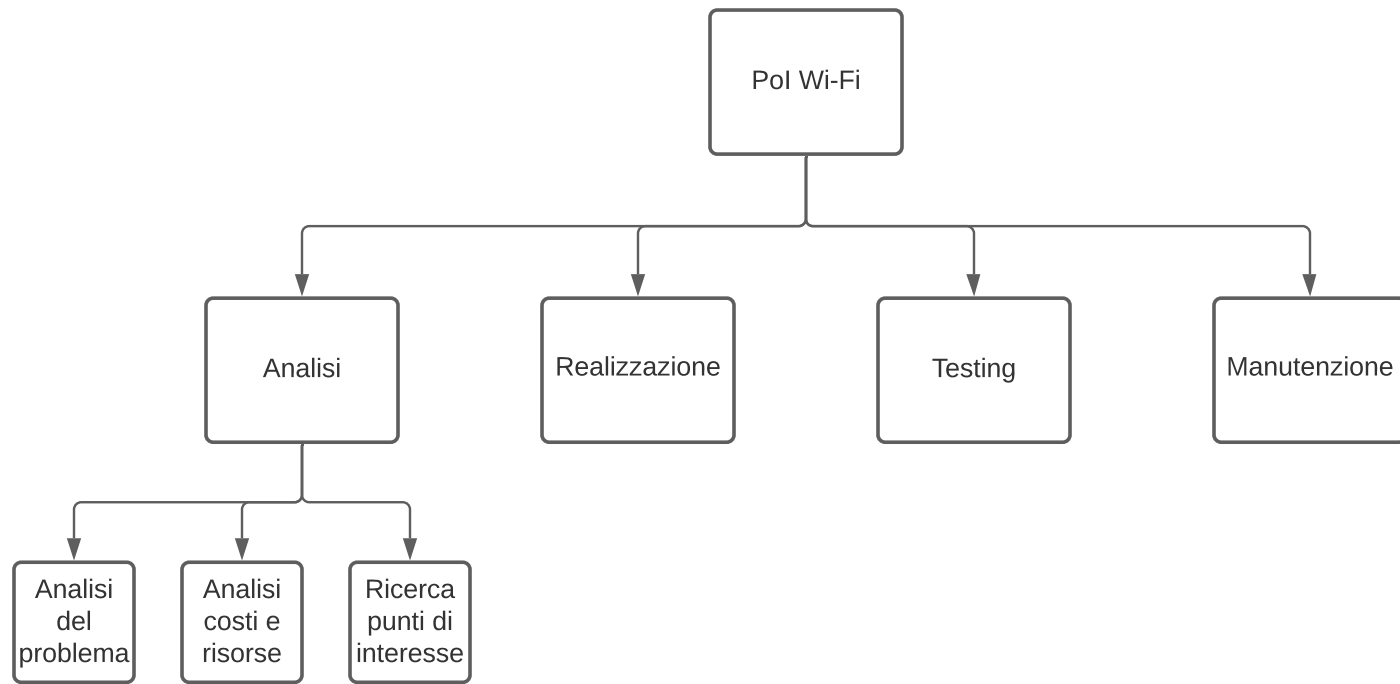 PoI Wi-Fi
Analisi
Realizzazione
Testing
Manutenzione
Analisi
del
problema
Analisi
costi e
risorse
Ricerca
punti di
interesse